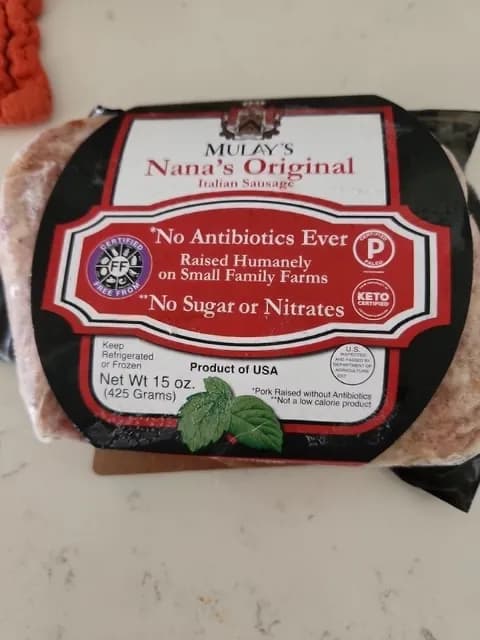 MULAY'S
Nana's Original
Italian Sausage
*No Antibiotics Ever
Raised Humanely
on Small Family Farms
**No Sugar or Nitrates
CERTIFIED
FF
FREE FROM
CERTIFIED
P
PALEO
KETO
CERTIFIED
Keep
Refrigerated
or Frozen
Net Wt 15 oz.
(425 Grams)
Product of USA
U.S.
INSPECTED
AND PASSED BY
DEPARTMENT OF
AGRICULTURE
*Pork Raised without Antibiotics
**Not a low calorie product